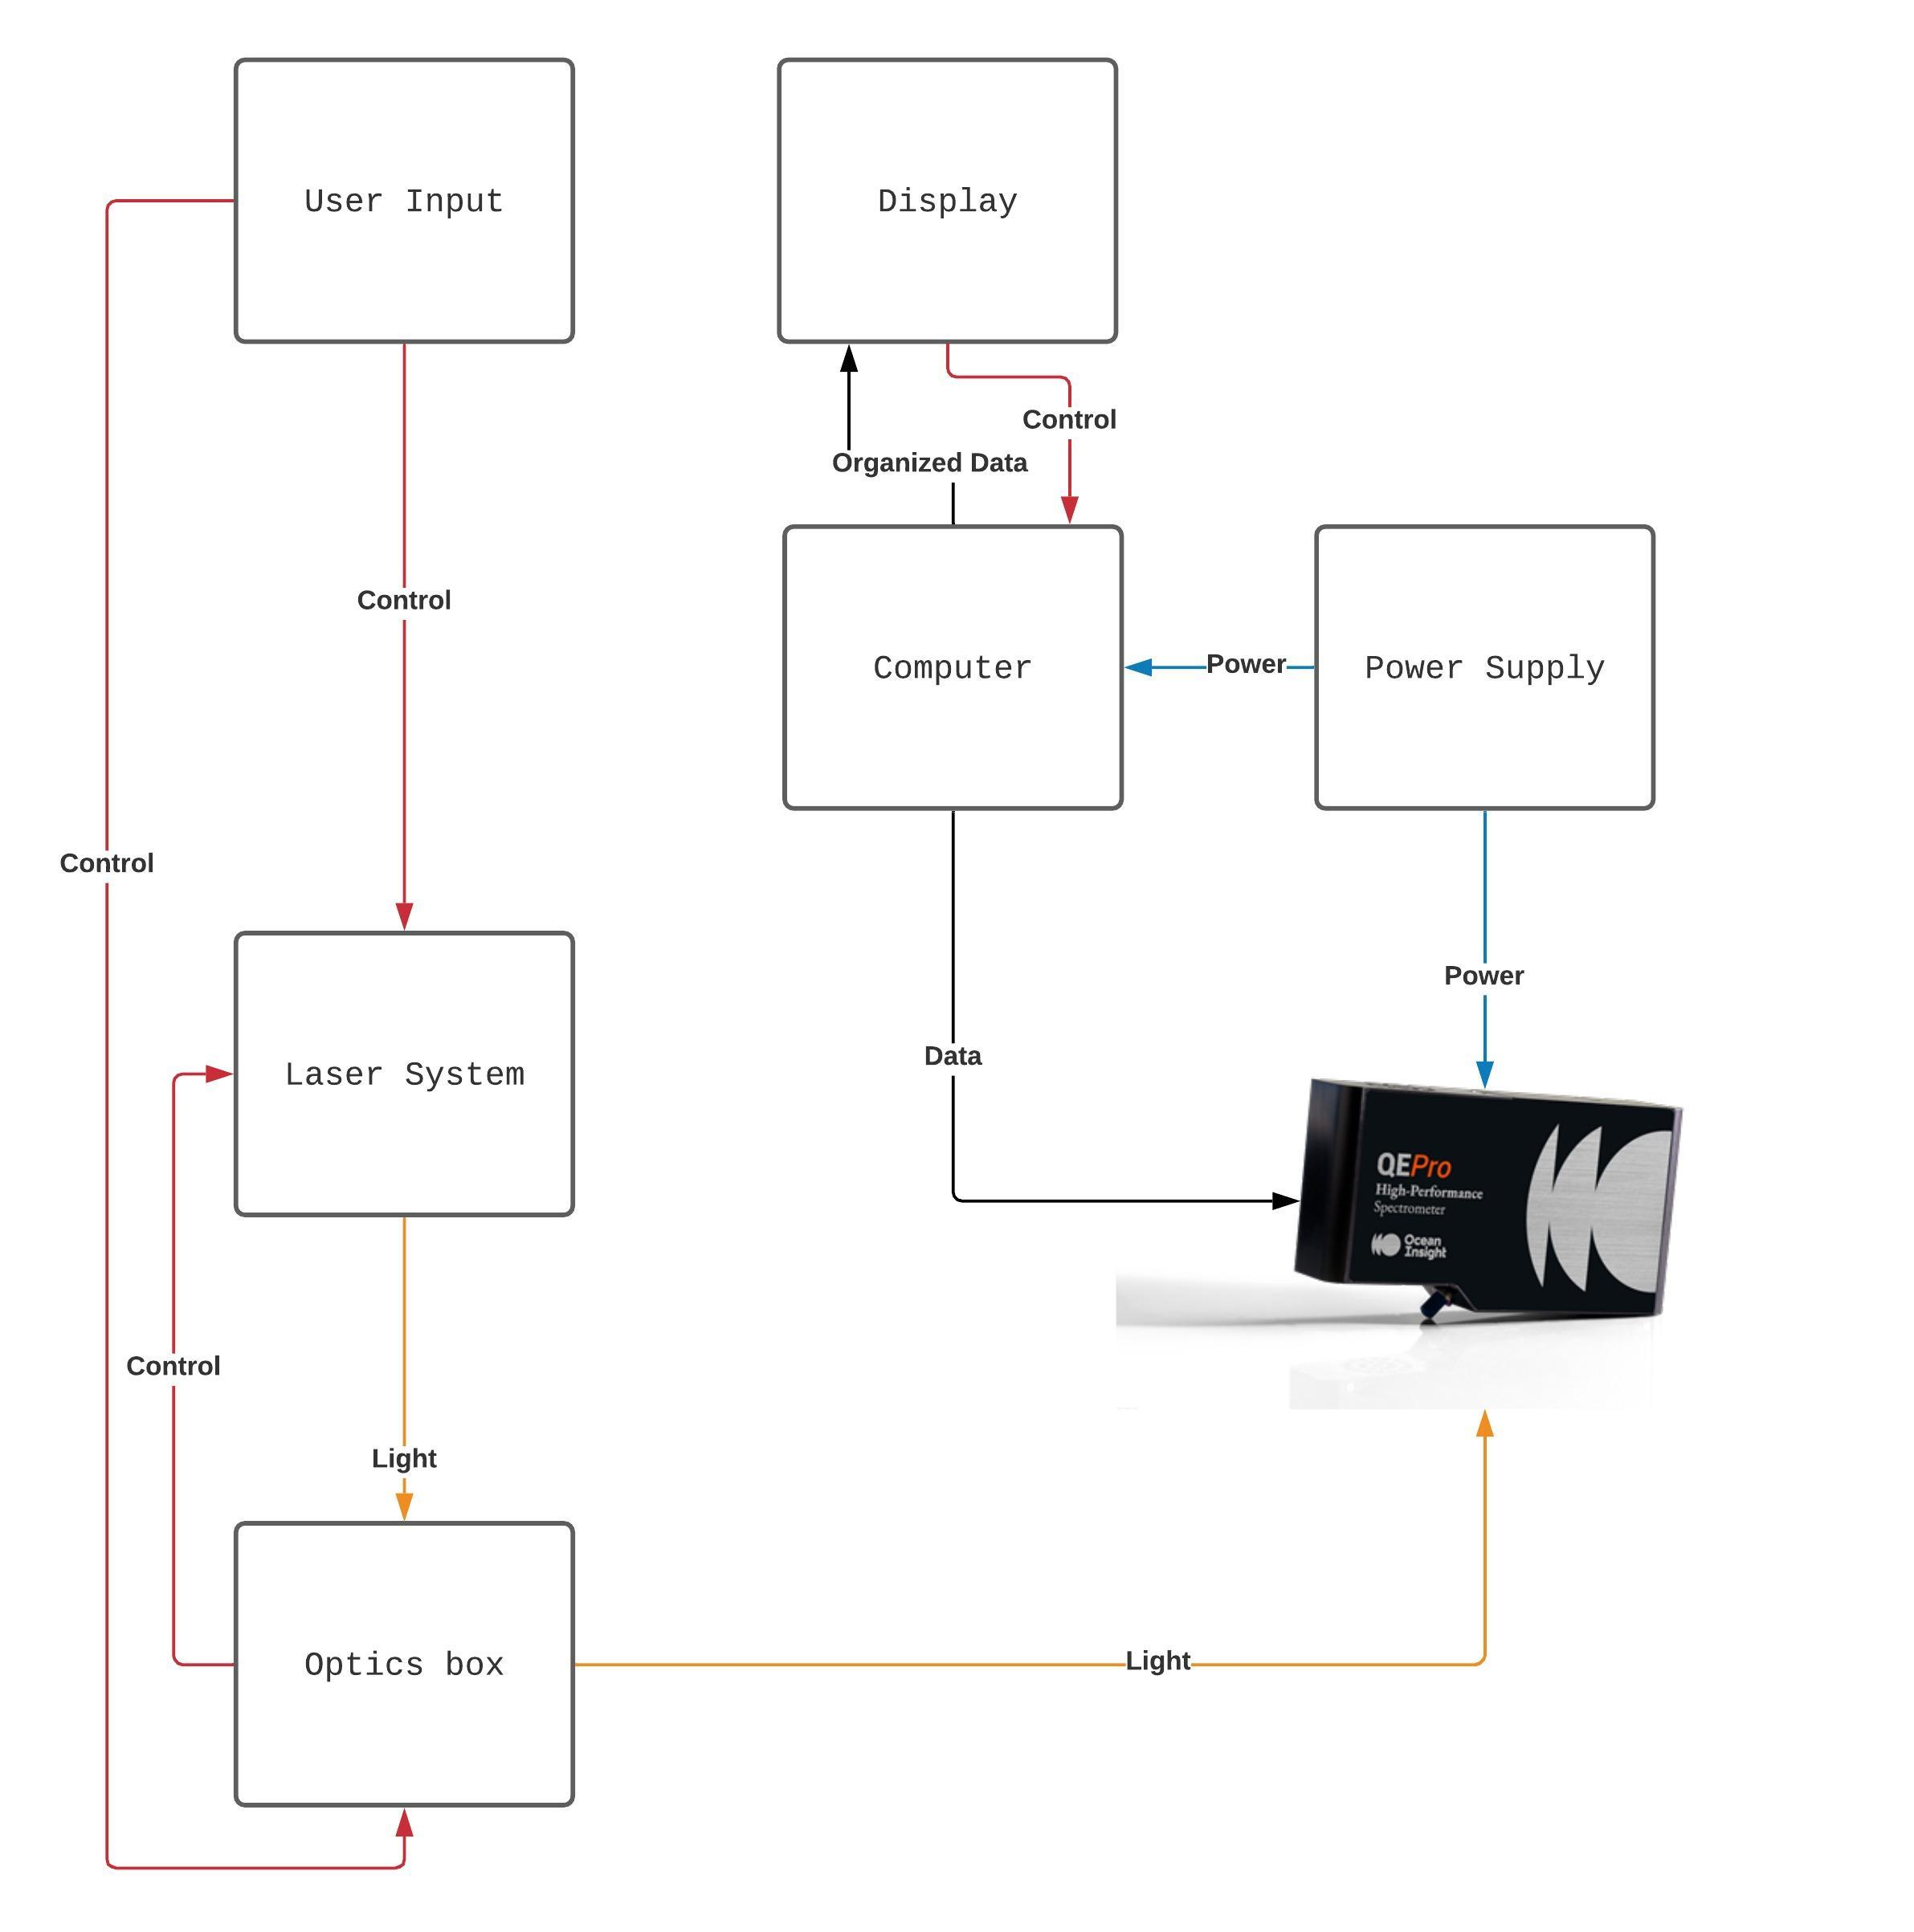 User Input
Display
Control
Organized Data
Control
Computer
Power
Power Supply
Control
Power
Data
Laser System
QEPro
High-Performance
Spectrometer
Ocean
Insight
Control
Light
Optics box
Light